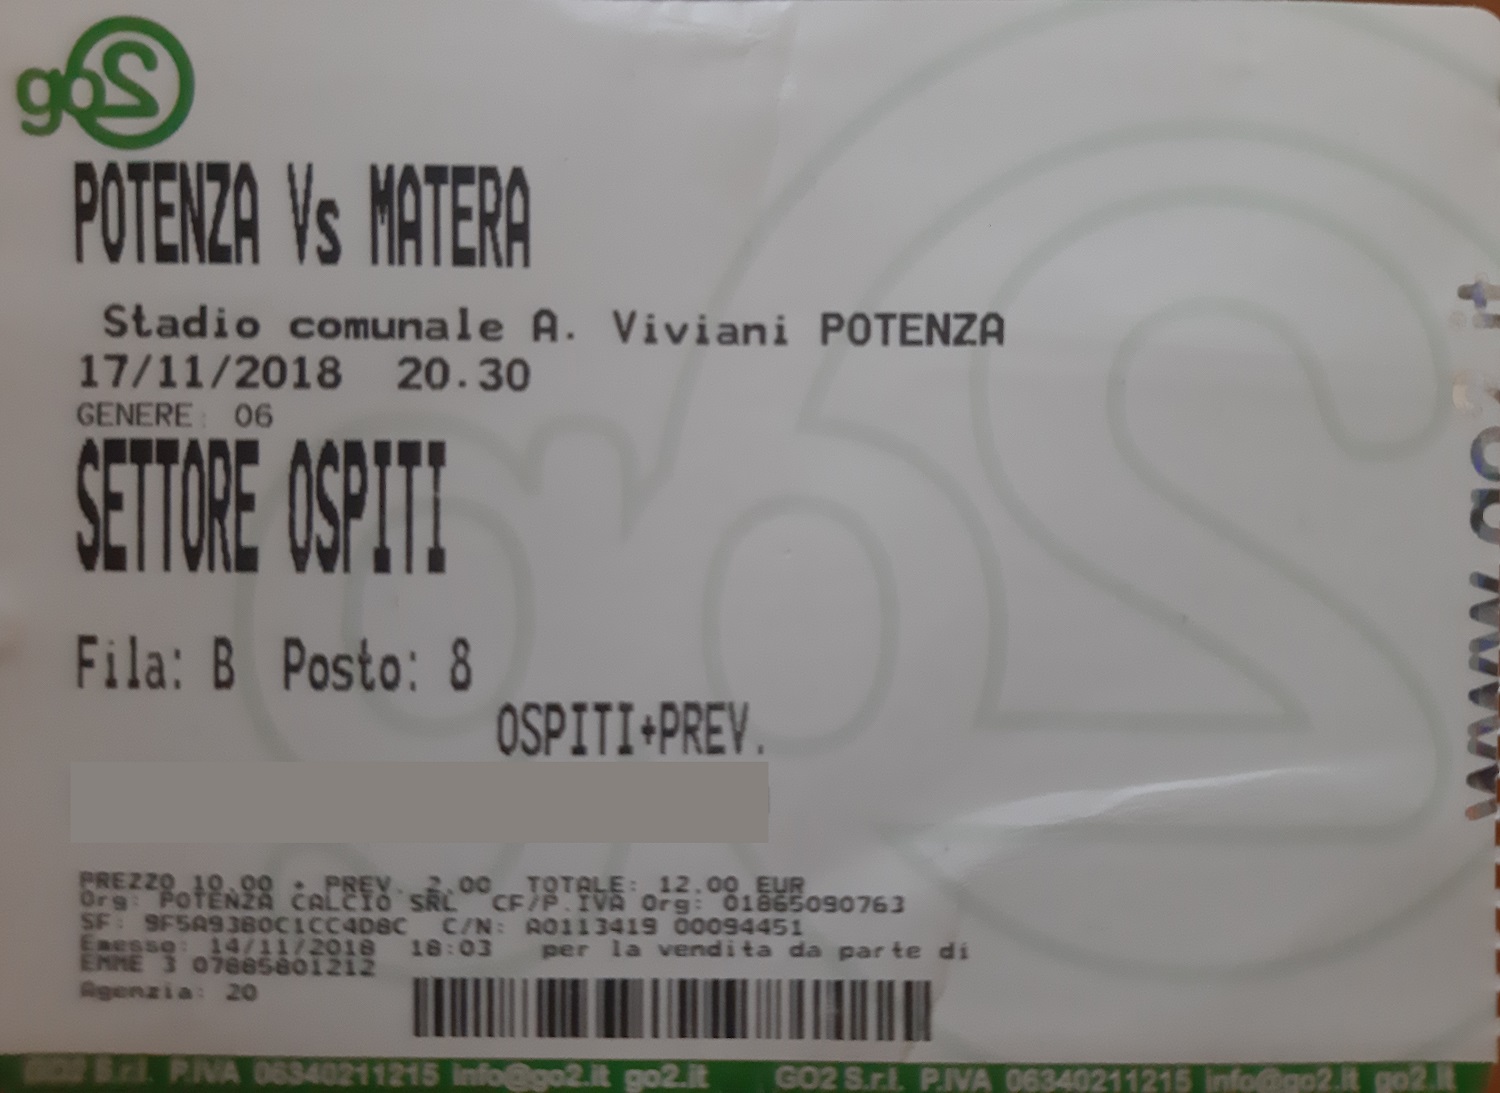 go2
POTENZA Vs MATERA
Stadio comunale A. Viviani POTENZA
17/11/2018 20.30
GENERE: 06
SETTORE OSPITI
Fila: B Posto: 8
OSPITI+PREV.
PREZZO 10.00 + PREV. 2.00 TOTALE: 12.00 EUR
Org: POTENZA CALCIO SRL CF/P.IVA Org: 01865090763
SF: 9F5A93B0C1CC4D8C C/N: A0113419 00094451
Emesso: 14/11/2018 18:03 per la vendita da parte di
EMME 3 07885801212
Agenzia: 20
GO2 S.r.l. P.IVA 06340211215 info@go2.it go2.it GO2 S.r.l. P.IVA 06340211215 info@go2.it go2.it
www.go2.it